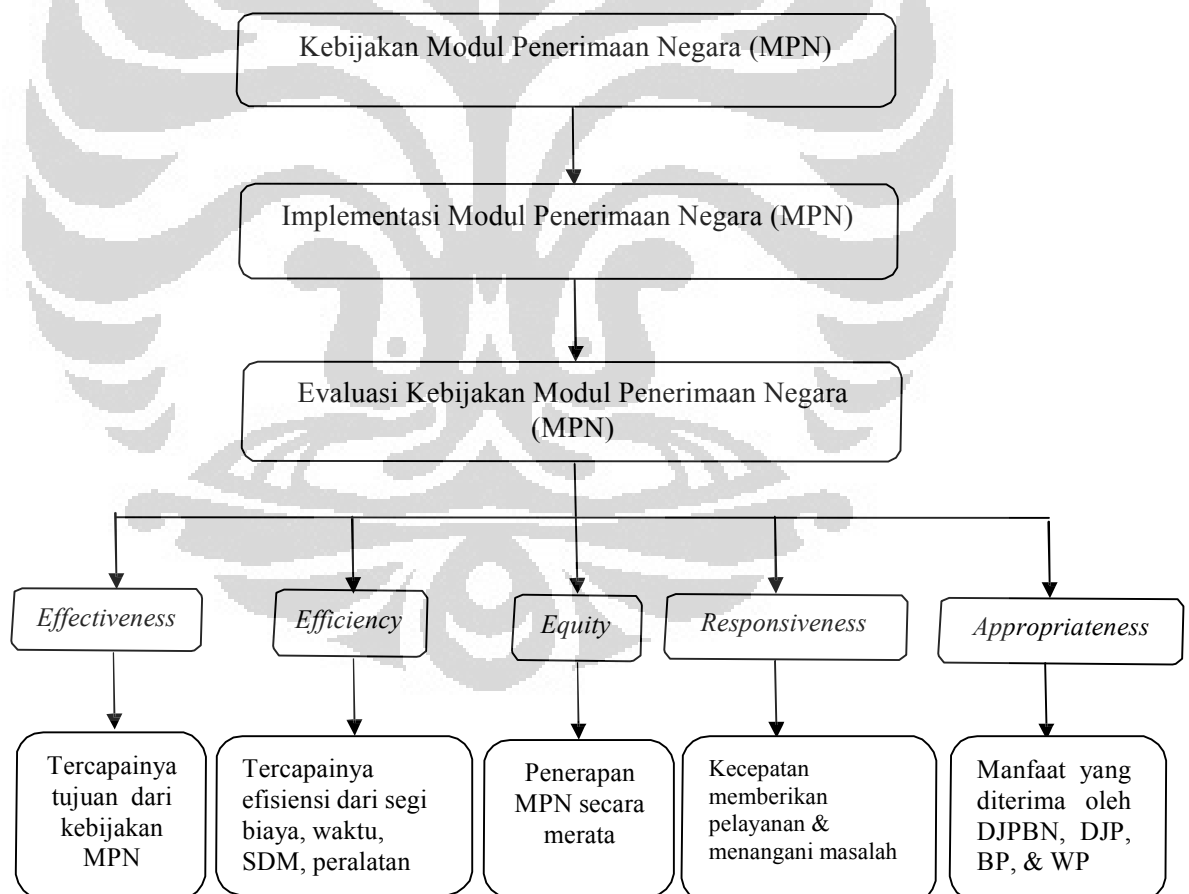 Kebijakan Modul Penerimaan Negara (MPN)
Implementasi Modul Penerimaan Negara (MPN)
Evaluasi Kebijakan Modul Penerimaan Negara
(MPN)
Effectiveness
Efficiency
Equity
Responsiveness
Appropriateness
Tercapainya
tujuan dari
kebijakan
MPN
Tercapainya
efisiensi dari segi
biaya, waktu,
SDM, peralatan
Penerapan
MPN secara
merata
Kecepatan
memberikan
pelayanan &
menangani masalah
Manfaat yang
diterima oleh
DJPBN, DJP,
BP, & WP